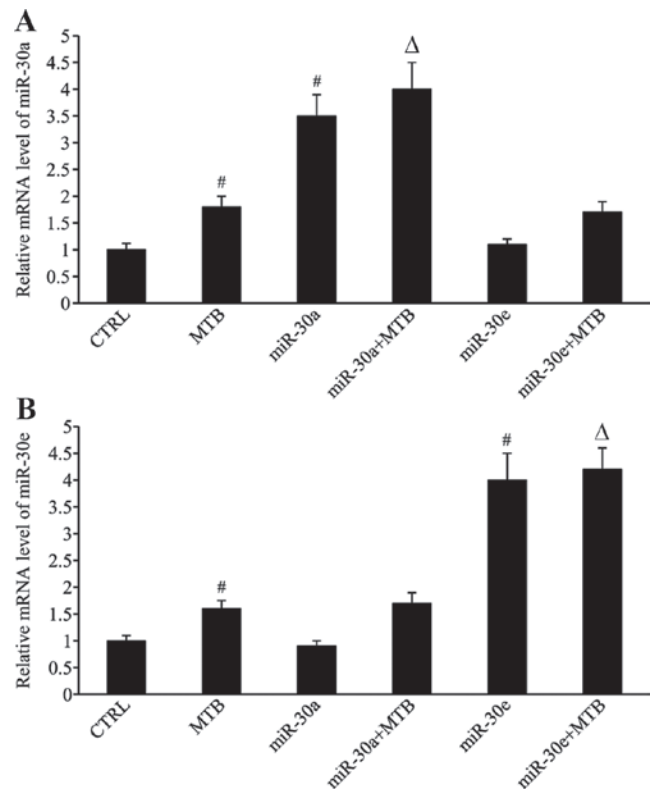 A
Relative mRNA level of miR-30a
5
4.5
4
3.5
3
2.5
2
1.5
1
0.5
0
#
#
Δ
CTRL
MTB
miR-30a
miR-30a+MTB
miR-30e
miR-30e+MTB
B
Relative mRNA level of miR-30e
5
4.5
4
3.5
3
2.5
2
1.5
1
0.5
0
#
#
Δ
CTRL
MTB
miR-30a
miR-30a+MTB
miR-30e
miR-30e+MTB